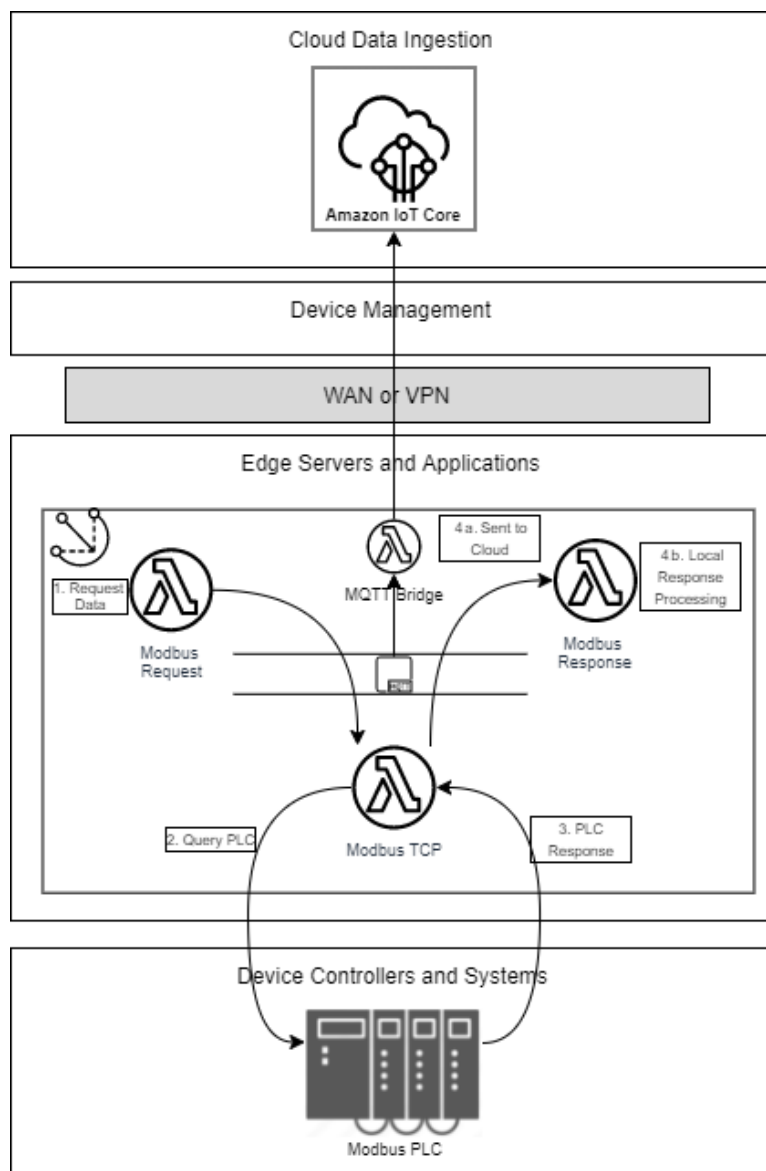 Cloud Data Ingestion
Amazon IoT Core
Device Management
WAN or VPN
Edge Servers and Applications
4a. Sent to
Cloud
4b. Local
Response
Processing
1. Request
Data
MQTT Bridge
Modbus
Request
Modbus
Response
2. Query PLC
Modbus TCP
3. PLC
Response
Device Controllers and Systems
Modbus PLC